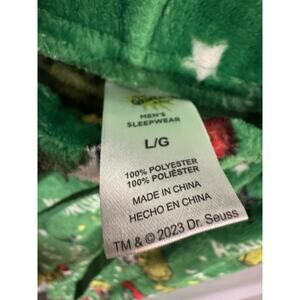 MEN'S
SLEEPWEAR
L/G
100% POLYESTER
100% POLIÉSTER
MADE IN CHINA
HECHO EN CHINA
TM & © 2023 Dr. Seuss